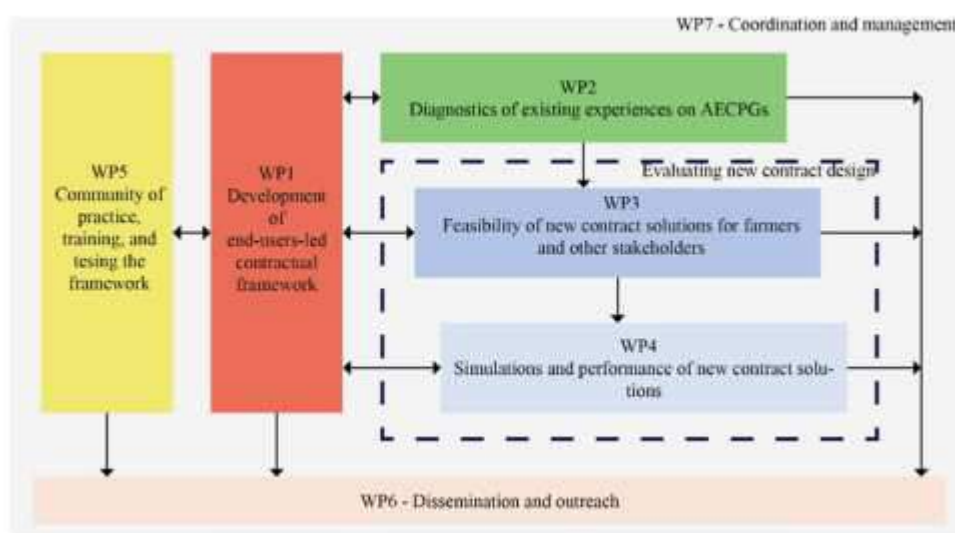 WP7 - Coordination and management
WP2
Diagnostics of existing experiences on AECPGs
WP5
Community of
practice,
training, and
tesing the
framework
WP1
Development
of
end-users-led
contractual
framework
Evaluating new contract design
WP3
Feasibility of new contract solutions for farmers
and other stakeholders
WP4
Simulations and performance of new contract solu-
tions
WP6 - Dissemination and outreach